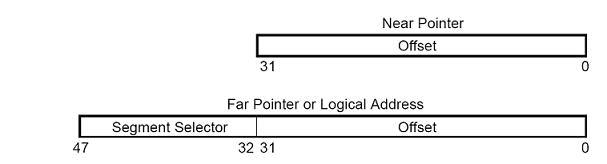 Near Pointer
Offset
31 0
Far Pointer or Logical Address
Segment Selector Offset
47 32 31 0